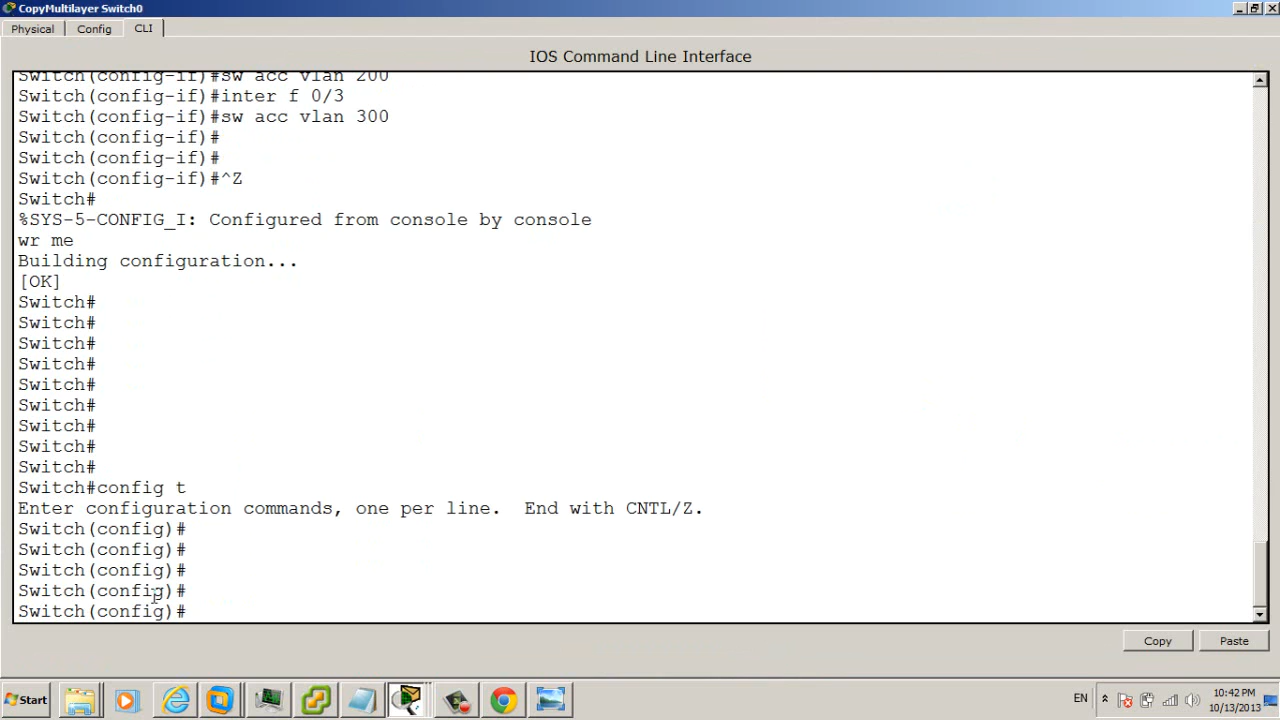 CopyMultilayer Switch0
Physical Config CLI
IOS Command Line Interface
Switch(config-if)#sw acc vlan 200
Switch(config-if)#inter f 0/3
Switch(config-if)#sw acc vlan 300
Switch(config-if)#
Switch(config-if)#
Switch(config-if)#^Z
Switch#
%SYS-5-CONFIG_I: Configured from console by console
wr me
Building configuration...
[OK]
Switch#
Switch#
Switch#
Switch#
Switch#
Switch#
Switch#
Switch#
Switch#
Switch#config t
Enter configuration commands, one per line.  End with CNTL/Z.
Switch(config)#
Switch(config)#
Switch(config)#
Switch(config)#
Switch(config)#
Copy Paste
Start EN 10:42 PM
10/13/2013